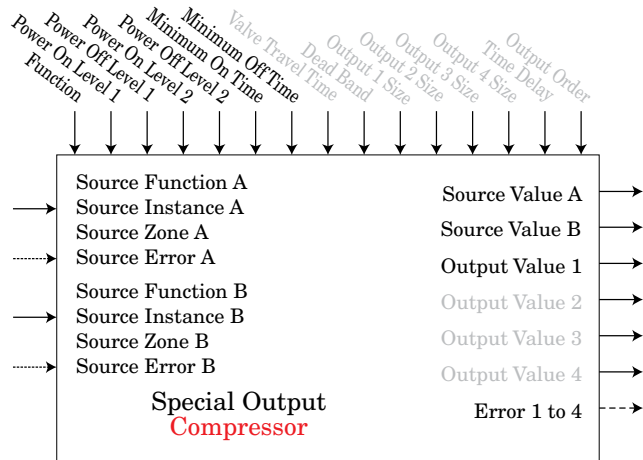 Function
Power On Level 1
Power Off Level 1
Power On Level 2
Power Off Level 2
Minimum On Time
Minimum Off Time
Valve Travel Time
Dead Band
Output 1 Size
Output 2 Size
Output 3 Size
Output 4 Size
Time Delay
Output Order
Source Function A
Source Instance A
Source Zone A
Source Error A
Source Function B
Source Instance B
Source Zone B
Source Error B
Source Value A
Source Value B
Output Value 1
Output Value 2
Output Value 3
Output Value 4
Error 1 to 4
Special Output
Compressor